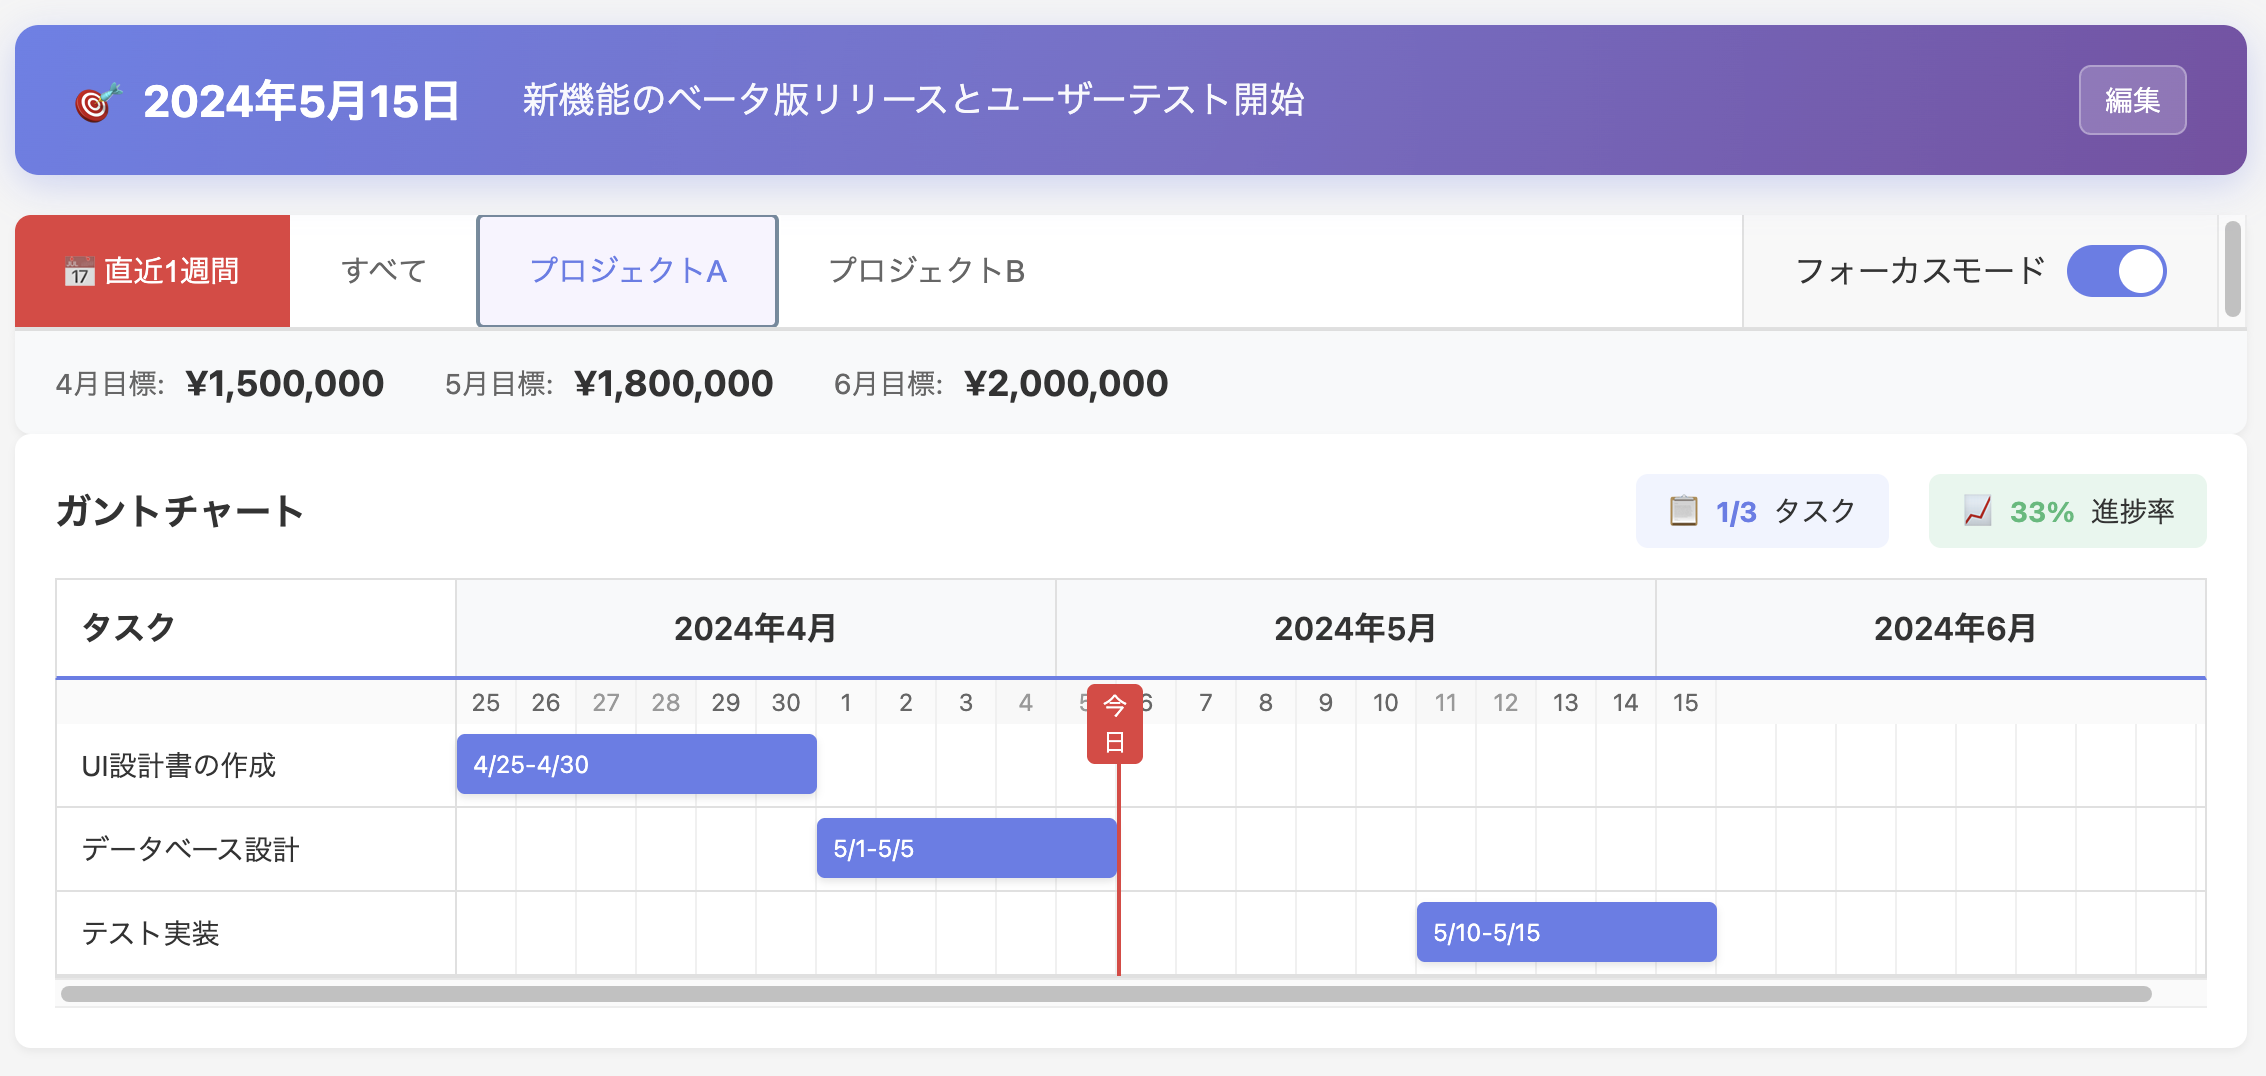 2024年5月15日 新機能のベータ版リリースとユーザーテスト開始 編集
17 直近1週間 すべて プロジェクトA プロジェクトB フォーカスモード
4月目標: ¥1,500,000 5月目標: ¥1,800,000 6月目標: ¥2,000,000
ガントチャート 1/3 タスク 33% 進捗率
タスク 2024年4月 2024年5月 2024年6月
25 26 27 28 29 30 1 2 3 4 5 6 7 8 9 10 11 12 13 14 15
今
日
UI設計書の作成 4/25-4/30
データベース設計 5/1-5/5
テスト実装 5/10-5/15